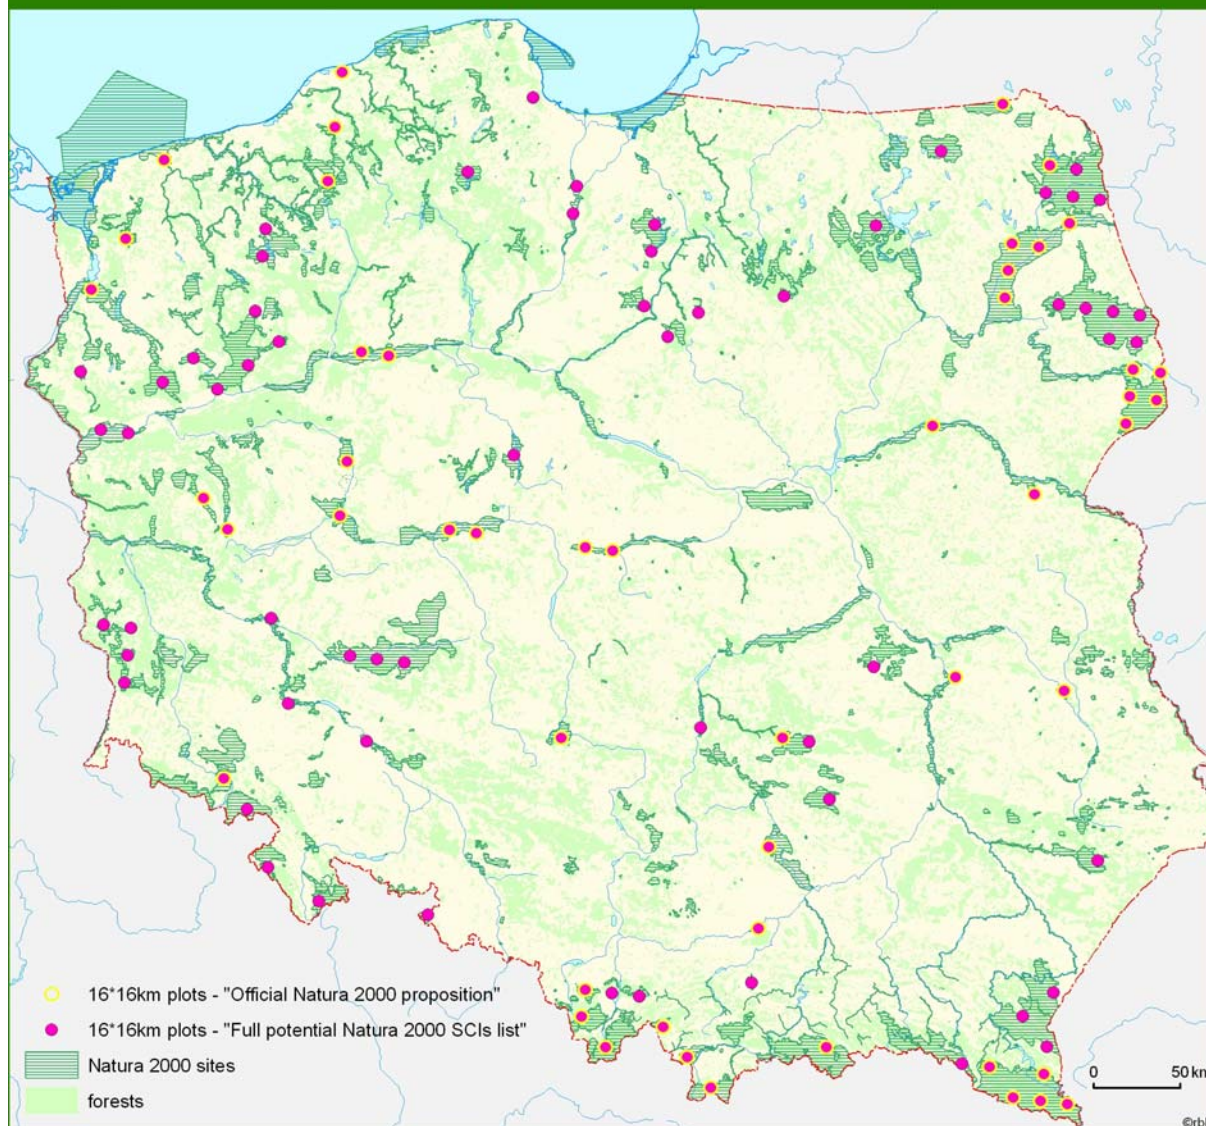 16*16km plots - "Official Natura 2000 proposition"
16*16km plots - "Full potential Natura 2000 SCIs list"
Natura 2000 sites
forests
0 50 km